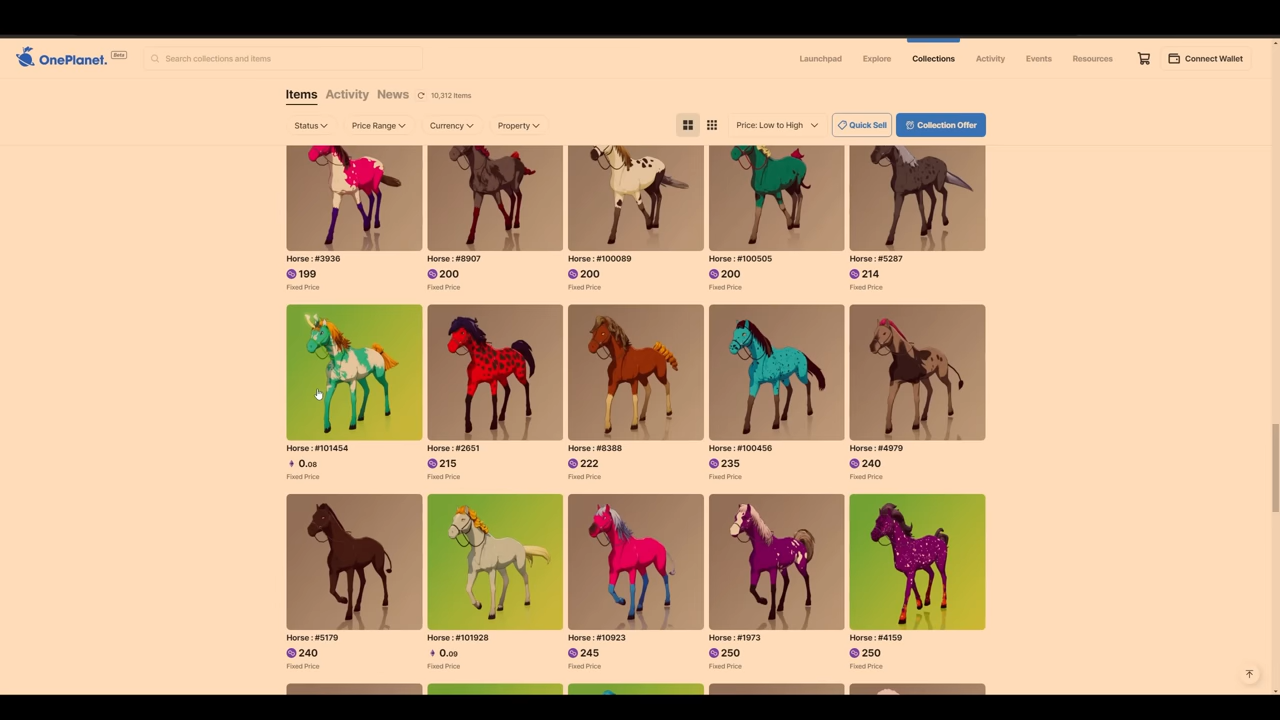 OnePlanet. Beta
Search collections and items
Launchpad Explore Collections Activity Events Resources Connect Wallet
Items Activity News 10,312 Items
Status Price Range Currency Property Price: Low to High Quick Sell Collection Offer
Horse : #3936 Horse : #8907 Horse : #100089 Horse : #100505 Horse : #5287
199 200 200 200 214
Fixed Price Fixed Price Fixed Price Fixed Price Fixed Price
Horse : #101454 Horse : #2651 Horse : #8388 Horse : #100456 Horse : #4979
0.08 215 222 235 240
Fixed Price Fixed Price Fixed Price Fixed Price Fixed Price
Horse : #5179 Horse : #101928 Horse : #10923 Horse : #1973 Horse : #4159
240 0.09 245 250 250
Fixed Price Fixed Price Fixed Price Fixed Price Fixed Price